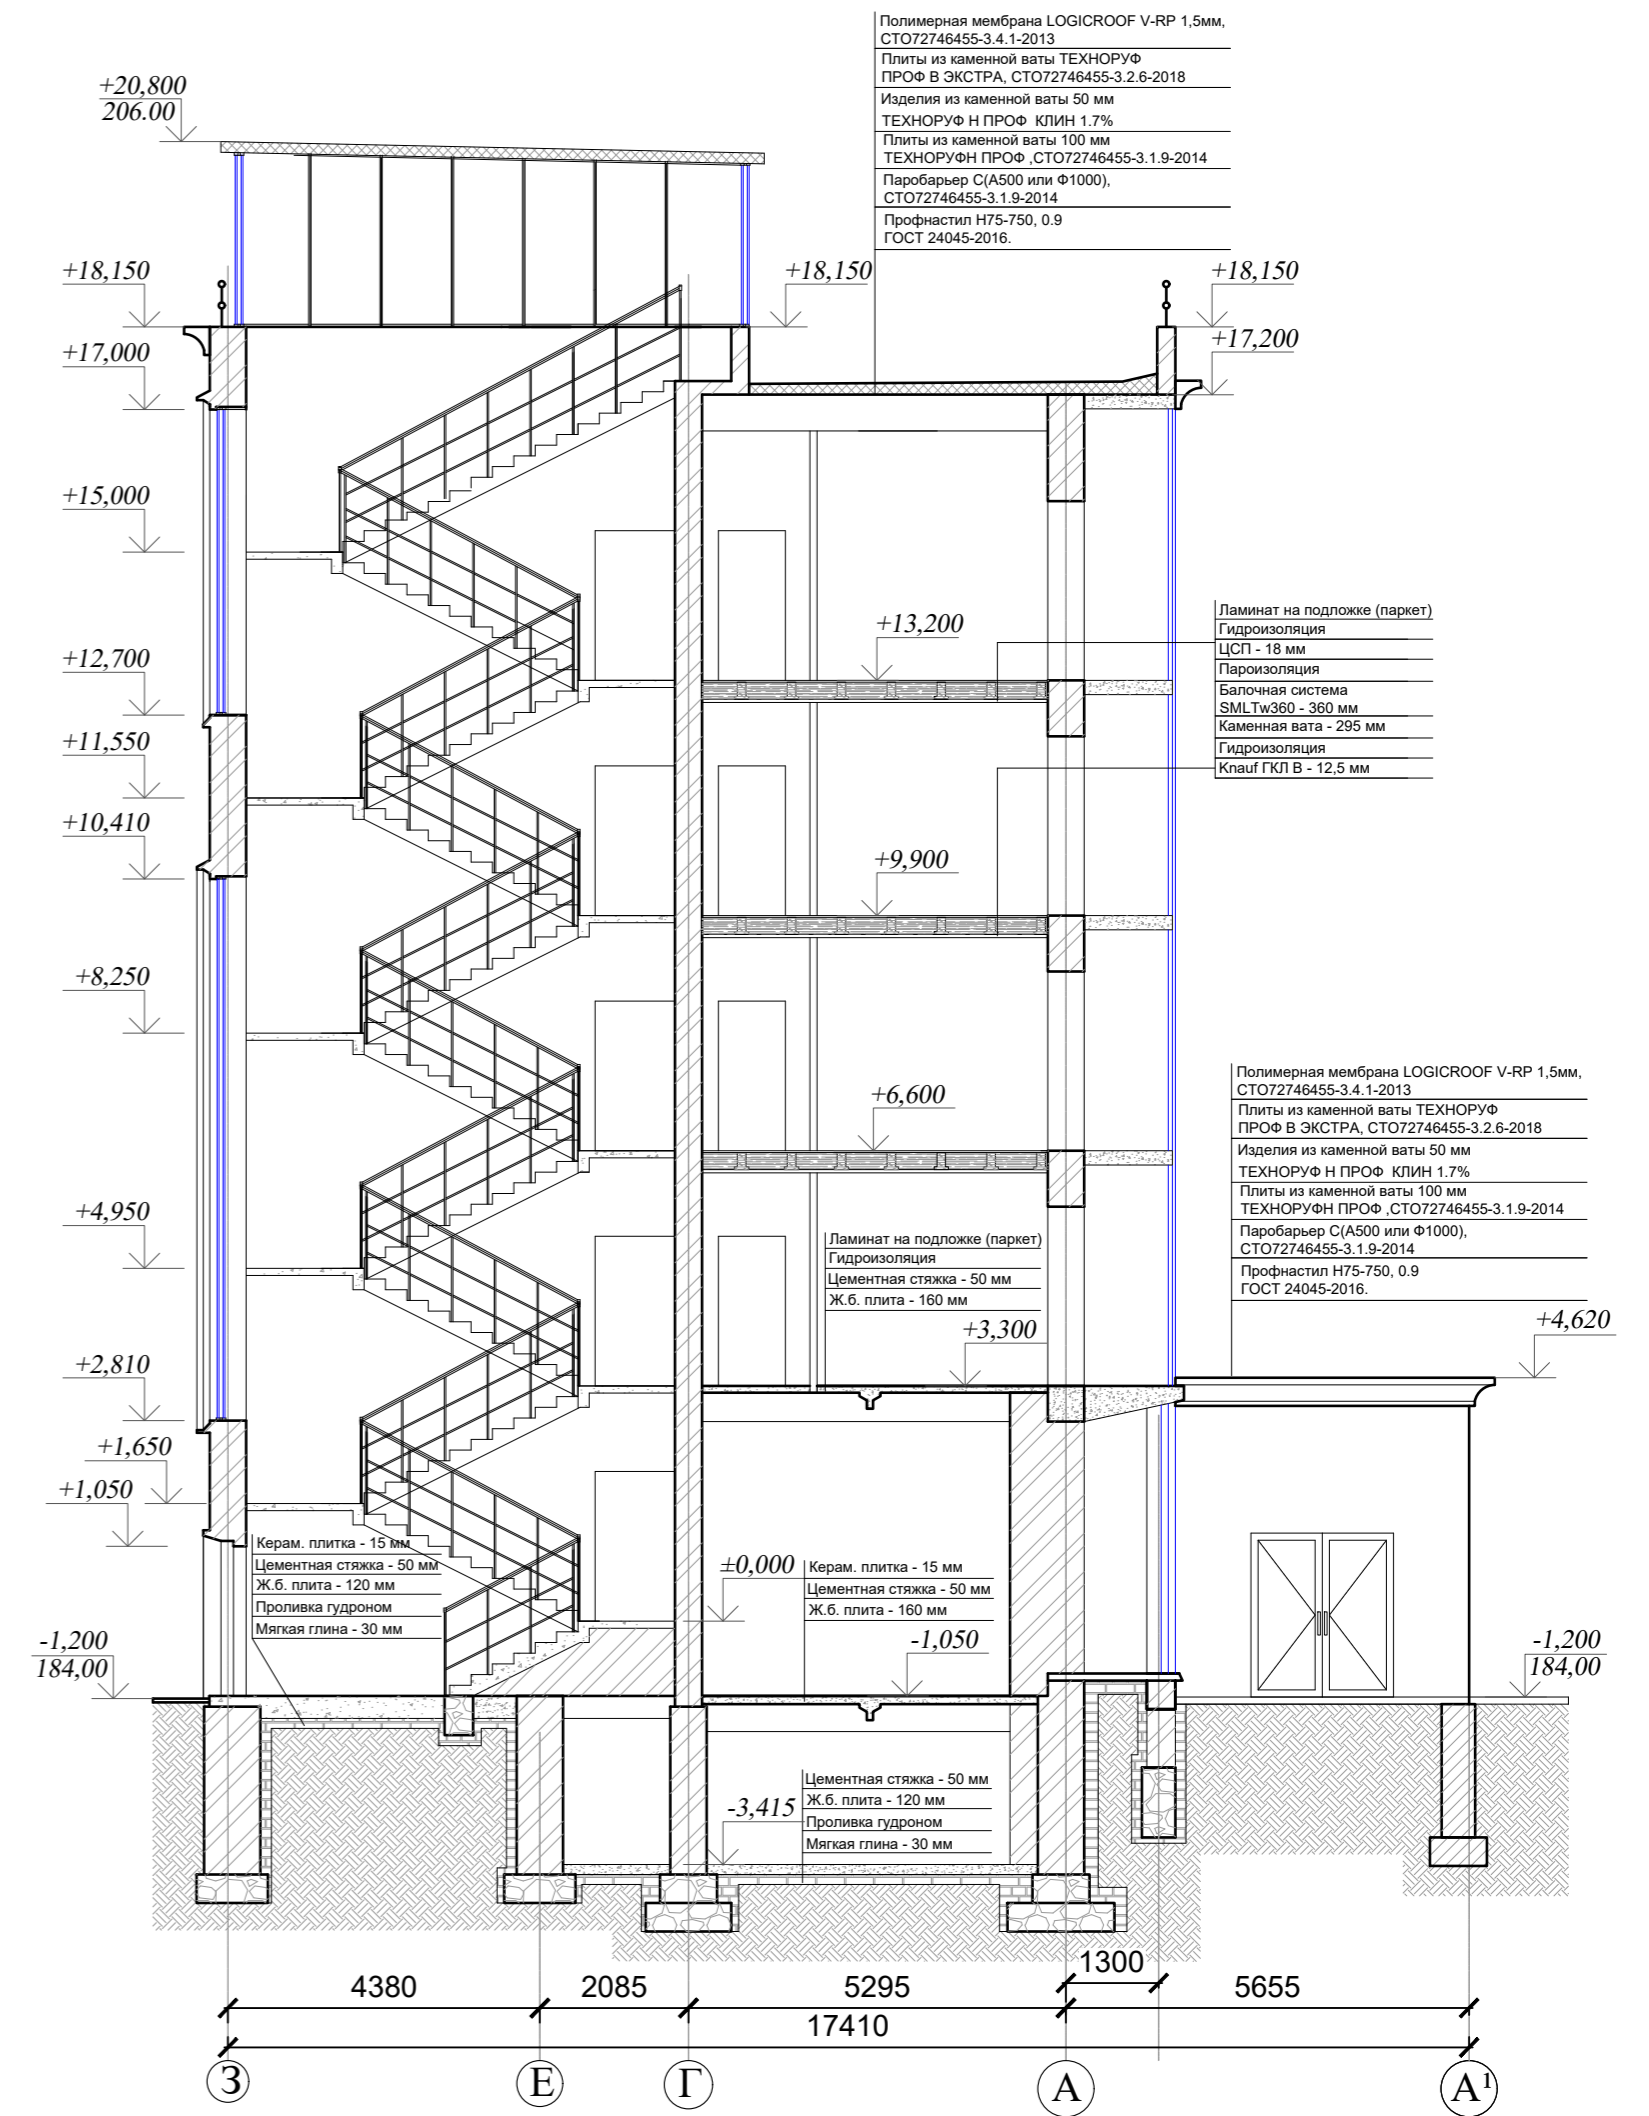 Полимерная мембрана LOGICROOF V-RP 1,5мм,
СТО72746455-3.4.1-2013
Плиты из каменной ваты ТЕХНОРУФ
ПРОФ В ЭКСТРА, СТО72746455-3.2.6-2018
Изделия из каменной ваты 50 мм
ТЕХНОРУФ Н ПРОФ КЛИН 1.7%
Плиты из каменной ваты 100 мм
ТЕХНОРУФН ПРОФ ,СТО72746455-3.1.9-2014
Паробарьер С(А500 или Ф1000),
СТО72746455-3.1.9-2014
Профнастил Н75-750, 0.9
ГОСТ 24045-2016.
+20,800
206.00
+18,150
+18,150
+18,150
+17,000
+17,200
+15,000
+13,200
Ламинат на подложке (паркет)
Гидроизоляция
ЦСП - 18 мм
Пароизоляция
Балочная система
SMLTw360 - 360 мм
Каменная вата - 295 мм
Гидроизоляция
Knauf ГКЛ В - 12,5 мм
+12,700
+11,550
+10,410
+9,900
+8,250
+6,600
Полимерная мембрана LOGICROOF V-RP 1,5мм,
СТО72746455-3.4.1-2013
Плиты из каменной ваты ТЕХНОРУФ
ПРОФ В ЭКСТРА, СТО72746455-3.2.6-2018
Изделия из каменной ваты 50 мм
ТЕХНОРУФ Н ПРОФ КЛИН 1.7%
Плиты из каменной ваты 100 мм
ТЕХНОРУФН ПРОФ ,СТО72746455-3.1.9-2014
Паробарьер С(А500 или Ф1000),
СТО72746455-3.1.9-2014
Профнастил Н75-750, 0.9
ГОСТ 24045-2016.
+4,950
Ламинат на подложке (паркет)
Гидроизоляция
Цементная стяжка - 50 мм
Ж.б. плита - 160 мм
+3,300
+4,620
+2,810
+1,650
+1,050
Керам. плитка - 15 мм
Цементная стяжка - 50 мм
Ж.б. плита - 120 мм
Проливка гудроном
Мягкая глина - 30 мм
±0,000
Керам. плитка - 15 мм
Цементная стяжка - 50 мм
Ж.б. плита - 160 мм
-1,050
-1,200
184,00
-1,200
184,00
-3,415
Цементная стяжка - 50 мм
Ж.б. плита - 120 мм
Проливка гудроном
Мягкая глина - 30 мм
1300
4380 2085 5295 5655
17410
З Е Г А А¹